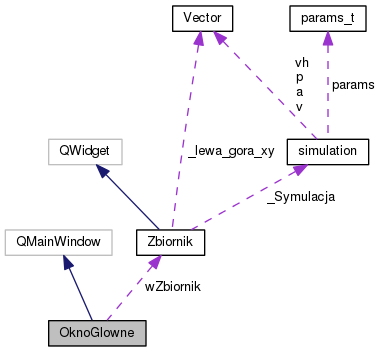 Vector
params_t
vh
p
a
v
params
QWidget
_lewa_gora_xy
simulation
_Symulacja
QMainWindow
Zbiornik
wZbiornik
OknoGlowne